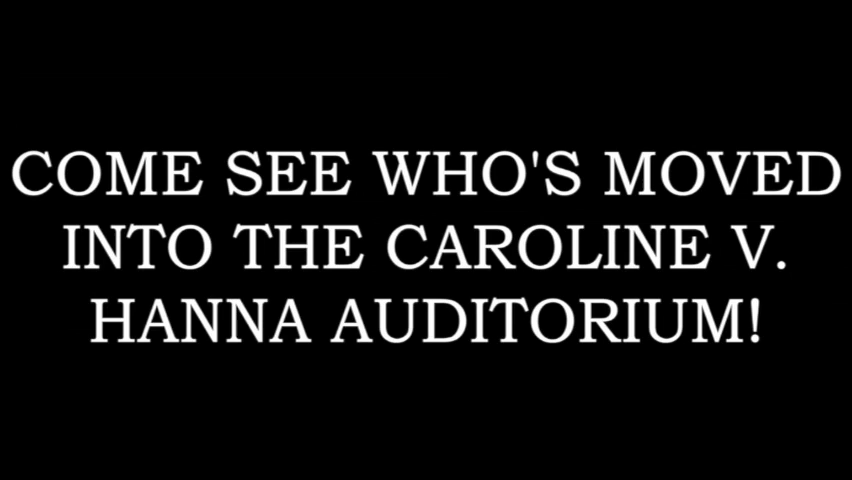 COME SEE WHO'S MOVED
INTO THE CAROLINE V.
HANNA AUDITORIUM!